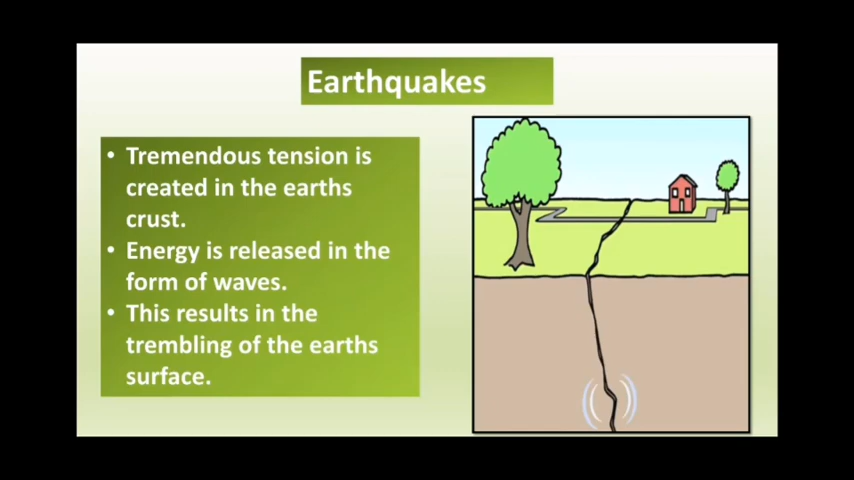 Earthquakes
• Tremendous tension is
created in the earths
crust.
• Energy is released in the
form of waves.
• This results in the
trembling of the earths
surface.